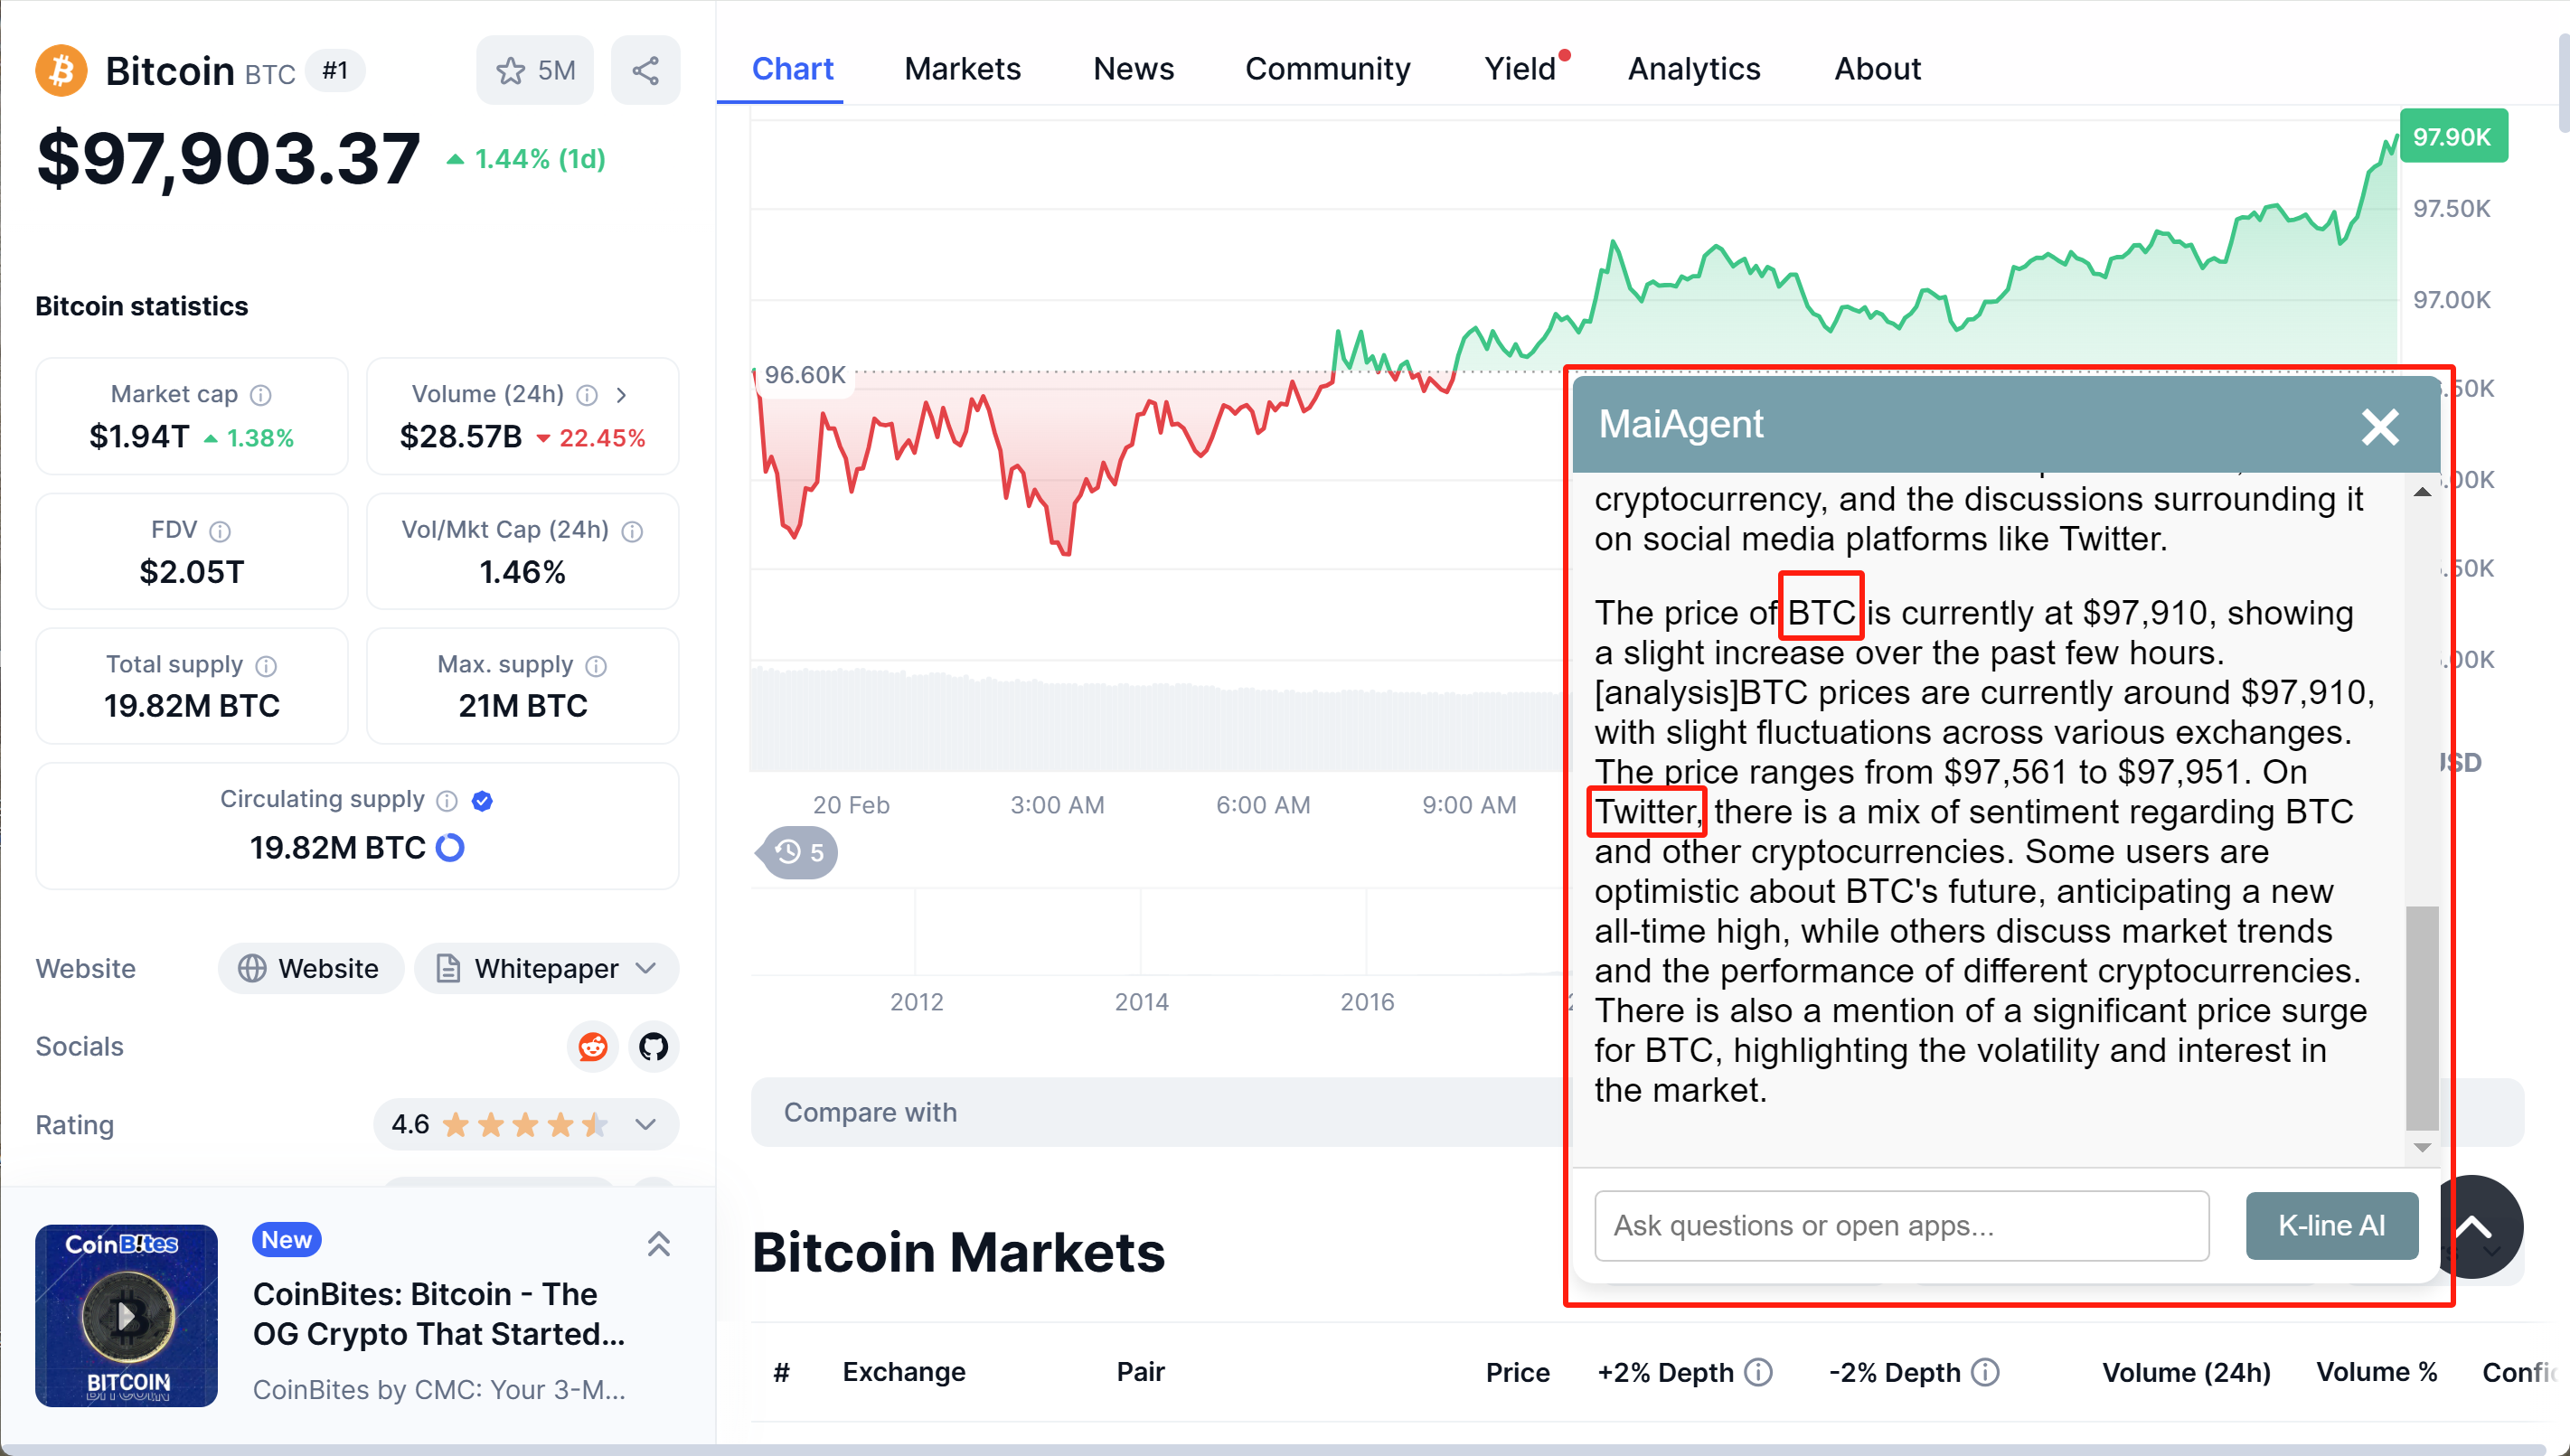 Bitcoin BTC #1
5M
$97,903.37 1.44% (1d)
Bitcoin statistics
Market cap
$1.94T 1.38%
Volume (24h)
$28.57B 22.45%
FDV
$2.05T
Vol/Mkt Cap (24h)
1.46%
Total supply
19.82M BTC
Max. supply
21M BTC
Circulating supply
19.82M BTC
Website Website Whitepaper
Socials
Rating 4.6
CoinBites
BITCOIN
New
CoinBites: Bitcoin - The
OG Crypto That Started...
CoinBites by CMC: Your 3-M...
Chart Markets News Community Yield Analytics About
97.90K
97.50K
97.00K
96.60K
.50K
.00K
.50K
.00K
USD
20 Feb 3:00 AM 6:00 AM 9:00 AM
5
2012 2014 2016
Compare with
MaiAgent
cryptocurrency, and the discussions surrounding it
on social media platforms like Twitter.
The price of BTC is currently at $97,910, showing
a slight increase over the past few hours.
[analysis]BTC prices are currently around $97,910,
with slight fluctuations across various exchanges.
The price ranges from $97,561 to $97,951. On
Twitter, there is a mix of sentiment regarding BTC
and other cryptocurrencies. Some users are
optimistic about BTC's future, anticipating a new
all-time high, while others discuss market trends
and the performance of different cryptocurrencies.
There is also a mention of a significant price surge
for BTC, highlighting the volatility and interest in
the market.
Ask questions or open apps...
K-line AI
Bitcoin Markets
# Exchange Pair Price +2% Depth -2% Depth Volume (24h) Volume % Confi